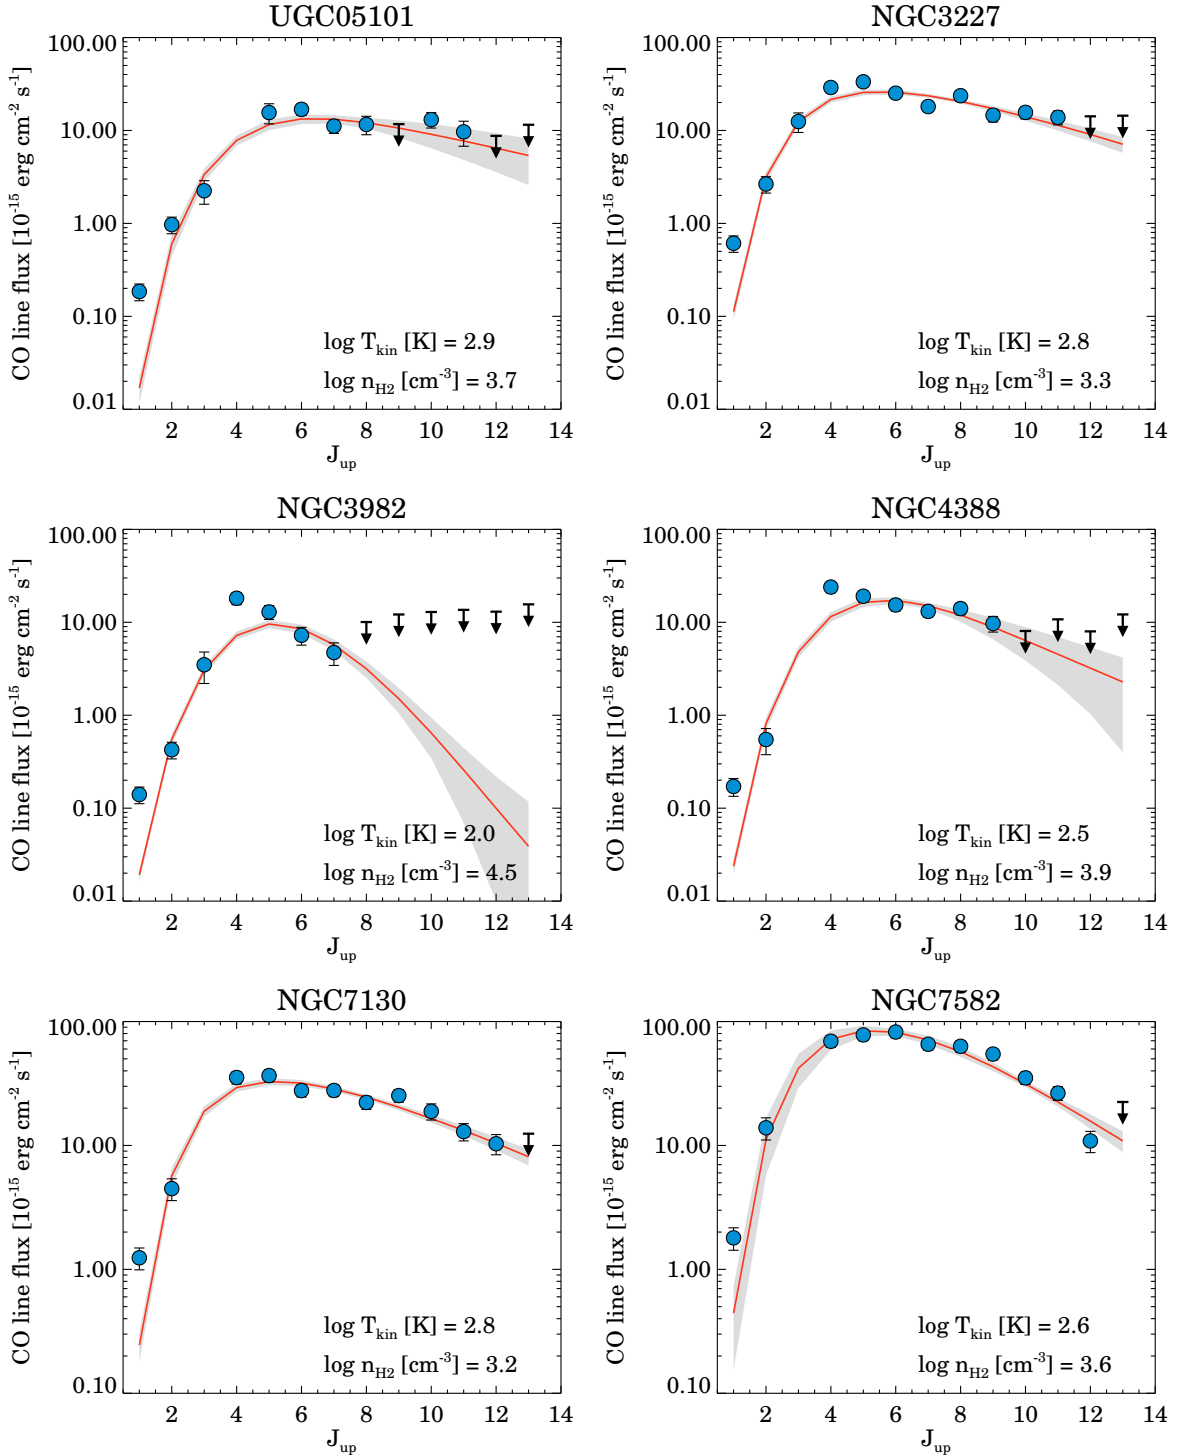 UGC05101
CO line flux [10⁻¹⁵ erg cm⁻² s⁻¹]
100.00
10.00
1.00
0.10
0.01
log T_kin [K] = 2.9
log n_H2 [cm⁻³] = 3.7
2 4 6 8 10 12 14
J_up
NGC3227
CO line flux [10⁻¹⁵ erg cm⁻² s⁻¹]
100.00
10.00
1.00
0.10
0.01
log T_kin [K] = 2.8
log n_H2 [cm⁻³] = 3.3
2 4 6 8 10 12 14
J_up
NGC3982
CO line flux [10⁻¹⁵ erg cm⁻² s⁻¹]
100.00
10.00
1.00
0.10
0.01
log T_kin [K] = 2.0
log n_H2 [cm⁻³] = 4.5
2 4 6 8 10 12 14
J_up
NGC4388
CO line flux [10⁻¹⁵ erg cm⁻² s⁻¹]
100.00
10.00
1.00
0.10
0.01
log T_kin [K] = 2.5
log n_H2 [cm⁻³] = 3.9
2 4 6 8 10 12 14
J_up
NGC7130
CO line flux [10⁻¹⁵ erg cm⁻² s⁻¹]
100.00
10.00
1.00
0.10
log T_kin [K] = 2.8
log n_H2 [cm⁻³] = 3.2
2 4 6 8 10 12 14
J_up
NGC7582
CO line flux [10⁻¹⁵ erg cm⁻² s⁻¹]
100.00
10.00
1.00
0.10
log T_kin [K] = 2.6
log n_H2 [cm⁻³] = 3.6
2 4 6 8 10 12 14
J_up